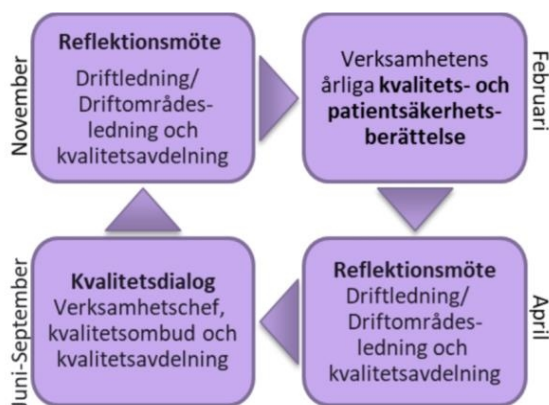 November
Reflektionsmöte
Driftledning/
Driftområdes-
ledning och
kvalitetsavdelning
Verksamhetens
årliga kvalitets- och
patientsäkerhets-
berättelse
Februari
Juni-September
Kvalitetsdialog
Verksamhetschef,
kvalitetsombud och
kvalitetsavdelning
Reflektionsmöte
Driftledning/
Driftområdes-
ledning och
kvalitetsavdelning
April